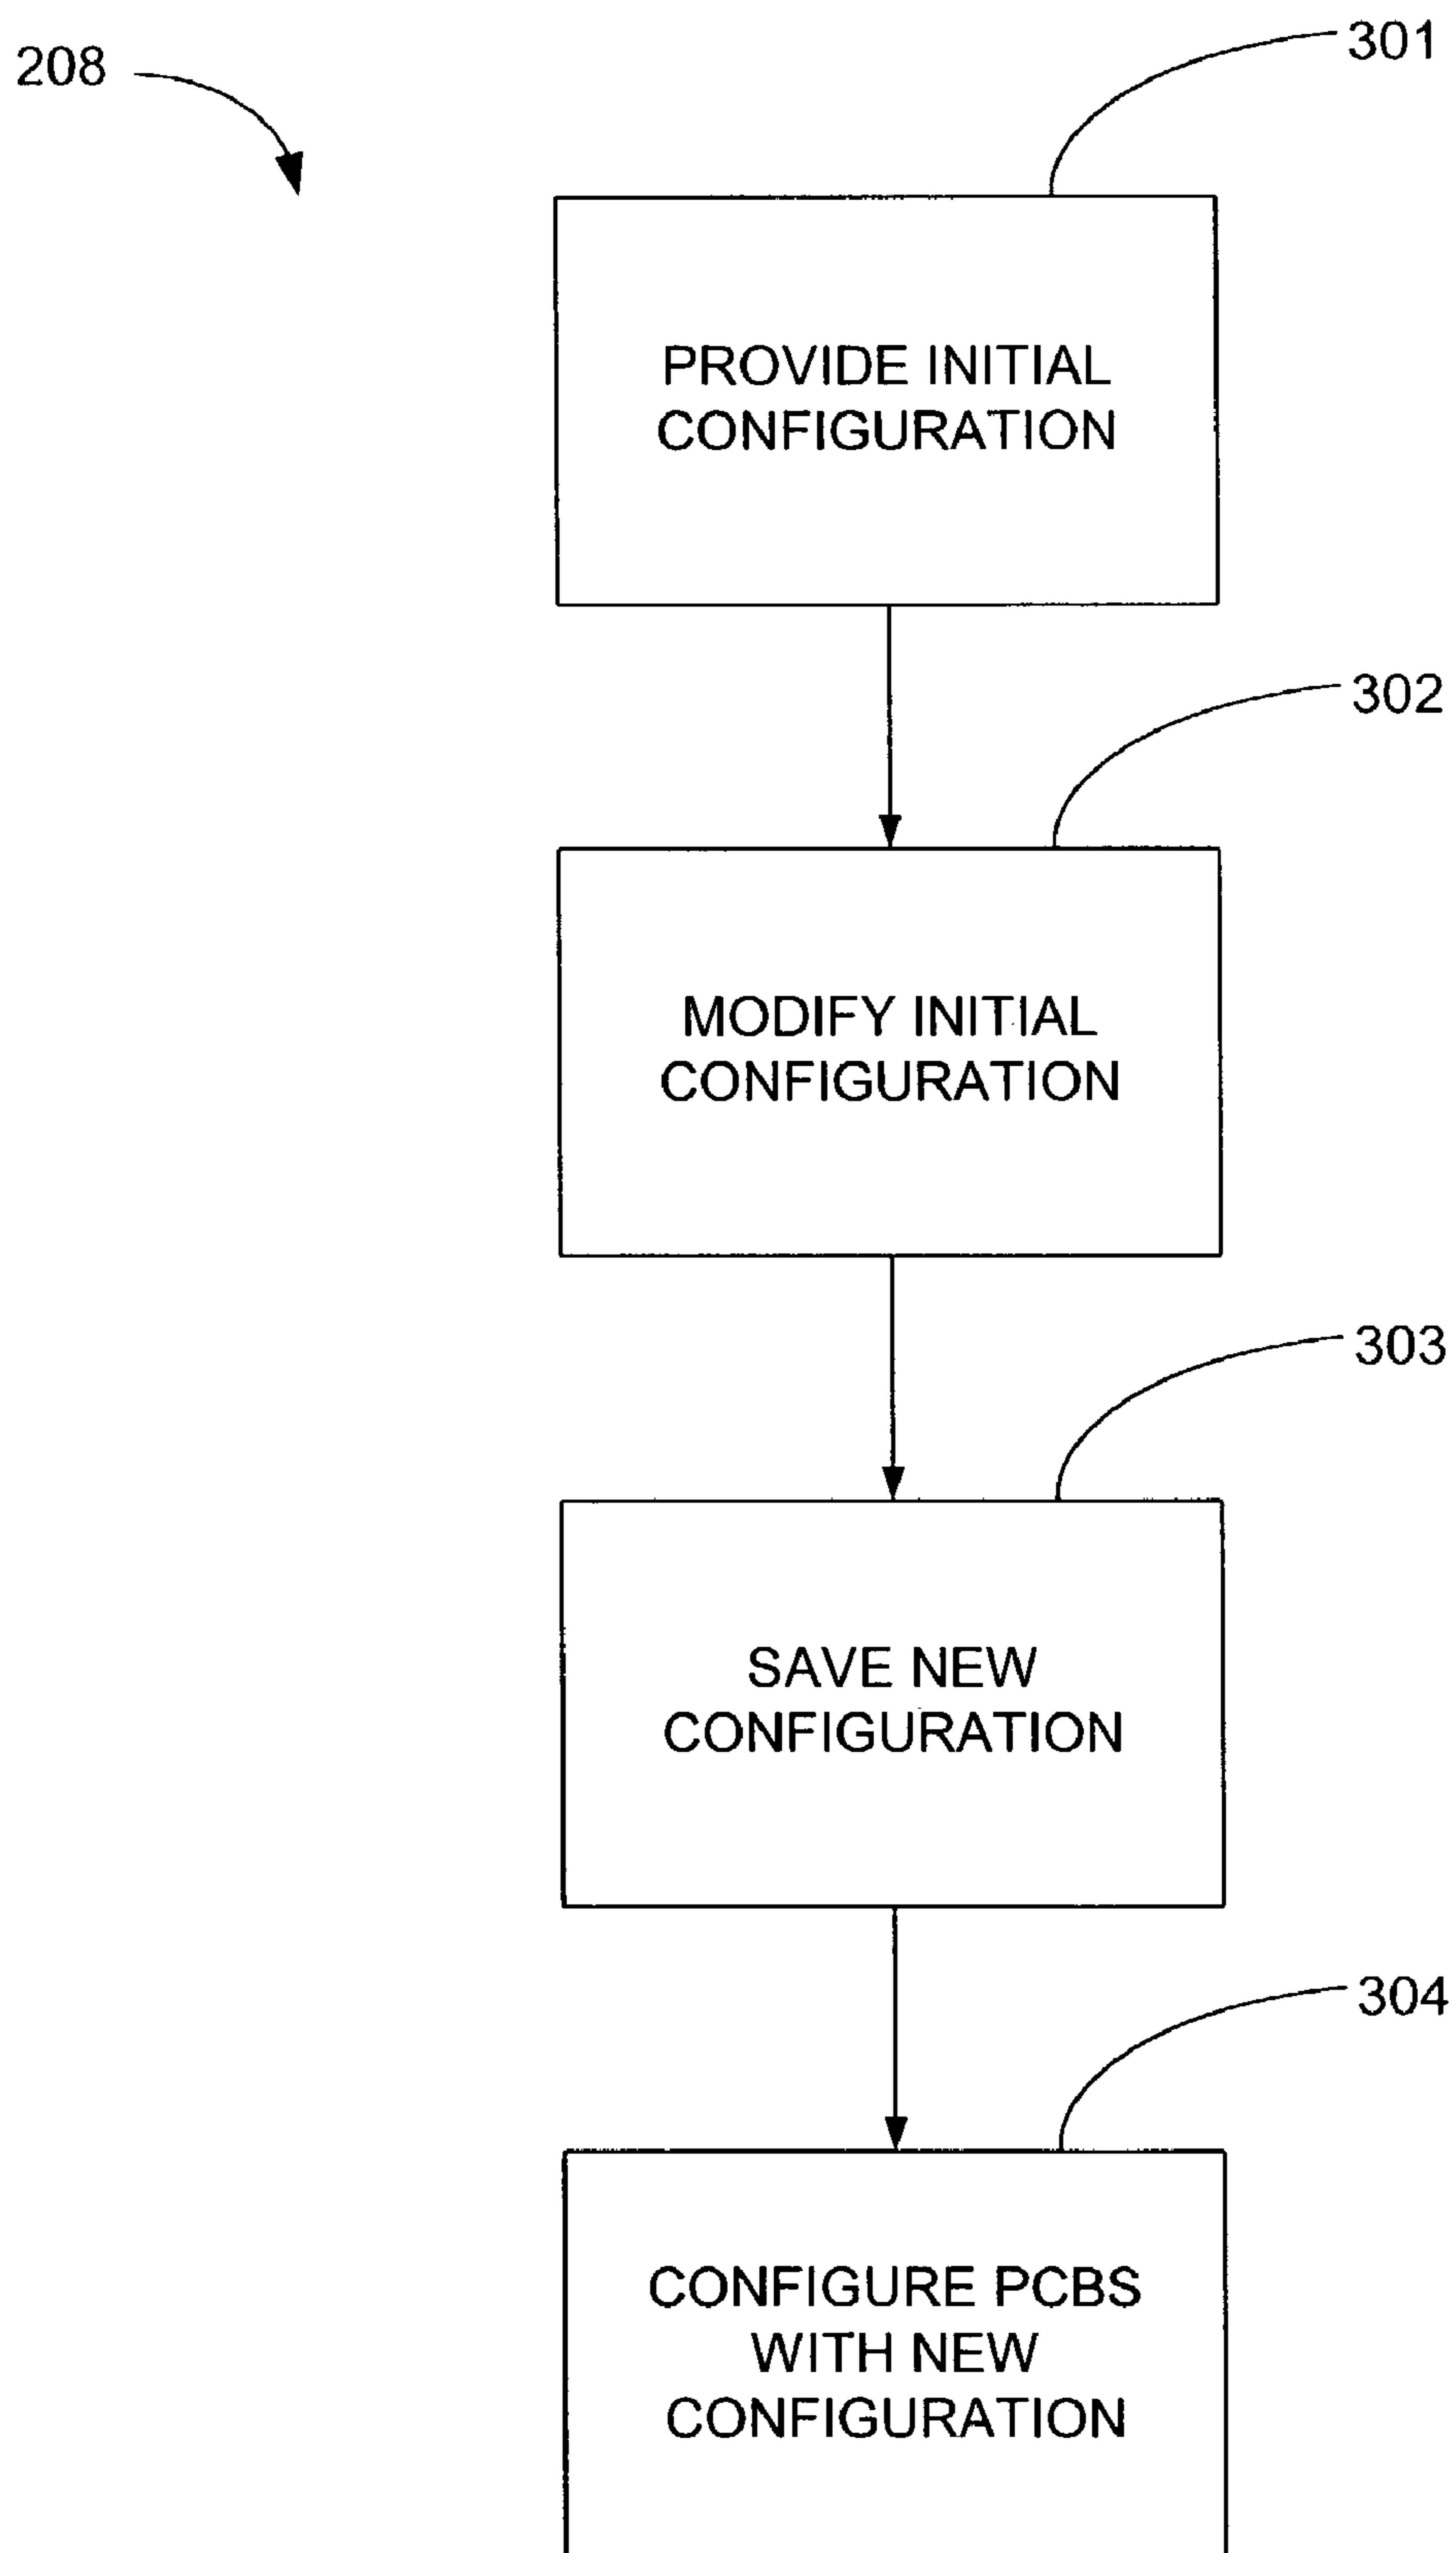 208
301
PROVIDE INITIAL
CONFIGURATION
302
MODIFY INITIAL
CONFIGURATION
303
SAVE NEW
CONFIGURATION
304
CONFIGURE PCBS
WITH NEW
CONFIGURATION